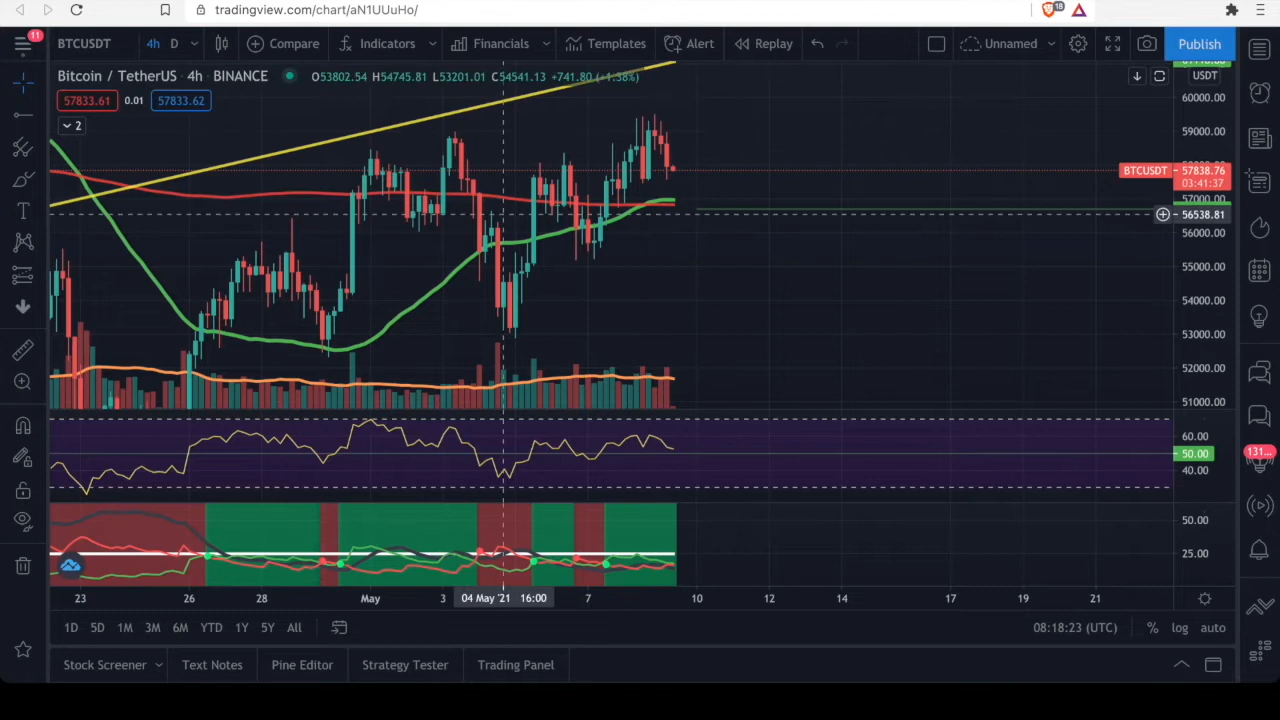 tradingview.com/chart/aN1UUuHo/
18
11
BTCUSDT 4h D Compare Indicators Financials Templates Alert Replay Unnamed Publish
Bitcoin / TetherUS · 4h · BINANCE O53802.54 H54745.81 L53201.01 C54541.13 +741.80 (+1.38%)
USDT
57833.61 0.01 57833.62
2
60000.00
59000.00
BTCUSDT 57838.76
03:41:37
57000.00
56538.81
56000.00
55000.00
54000.00
53000.00
52000.00
51000.00
60.00
50.00
40.00
131...
50.00
25.00
23 26 28 May 3 04 May '21 16:00 7 10 12 14 17 19 21
1D 5D 1M 3M 6M YTD 1Y 5Y All 08:18:23 (UTC) % log auto
Stock Screener Text Notes Pine Editor Strategy Tester Trading Panel